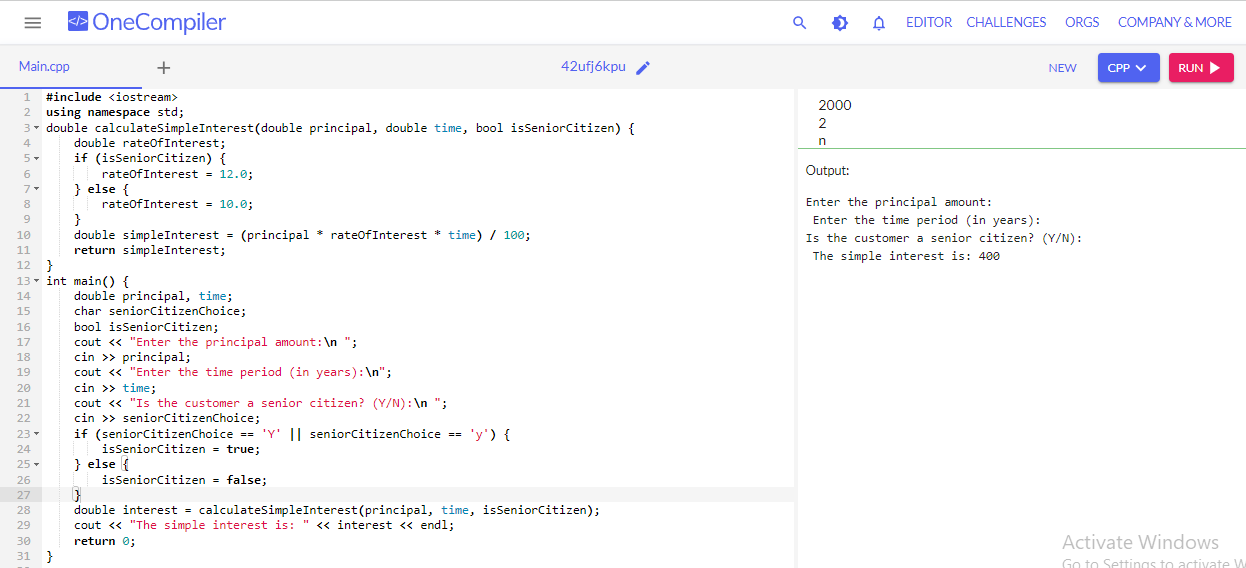 </> OneCompiler
EDITOR CHALLENGES ORGS COMPANY & MORE
Main.cpp + 42ufj6kpu NEW CPP RUN
1 #include <iostream>
2 using namespace std;
3 double calculateSimpleInterest(double principal, double time, bool isSeniorCitizen) {
4 double rateOfInterest;
5 if (isSeniorCitizen) {
6 rateOfInterest = 12.0;
7 } else {
8 rateOfInterest = 10.0;
9 }
10 double simpleInterest = (principal * rateOfInterest * time) / 100;
11 return simpleInterest;
12 }
13 int main() {
14 double principal, time;
15 char seniorCitizenChoice;
16 bool isSeniorCitizen;
17 cout << "Enter the principal amount:\n ";
18 cin >> principal;
19 cout << "Enter the time period (in years):\n";
20 cin >> time;
21 cout << "Is the customer a senior citizen? (Y/N):\n ";
22 cin >> seniorCitizenChoice;
23 if (seniorCitizenChoice == 'Y' || seniorCitizenChoice == 'y') {
24 isSeniorCitizen = true;
25 } else {
26 isSeniorCitizen = false;
27 }
28 double interest = calculateSimpleInterest(principal, time, isSeniorCitizen);
29 cout << "The simple interest is: " << interest << endl;
30 return 0;
31 }
2000
2
n
Output:
Enter the principal amount:
Enter the time period (in years):
Is the customer a senior citizen? (Y/N):
The simple interest is: 400
Activate Windows
Go to Settings to activate W